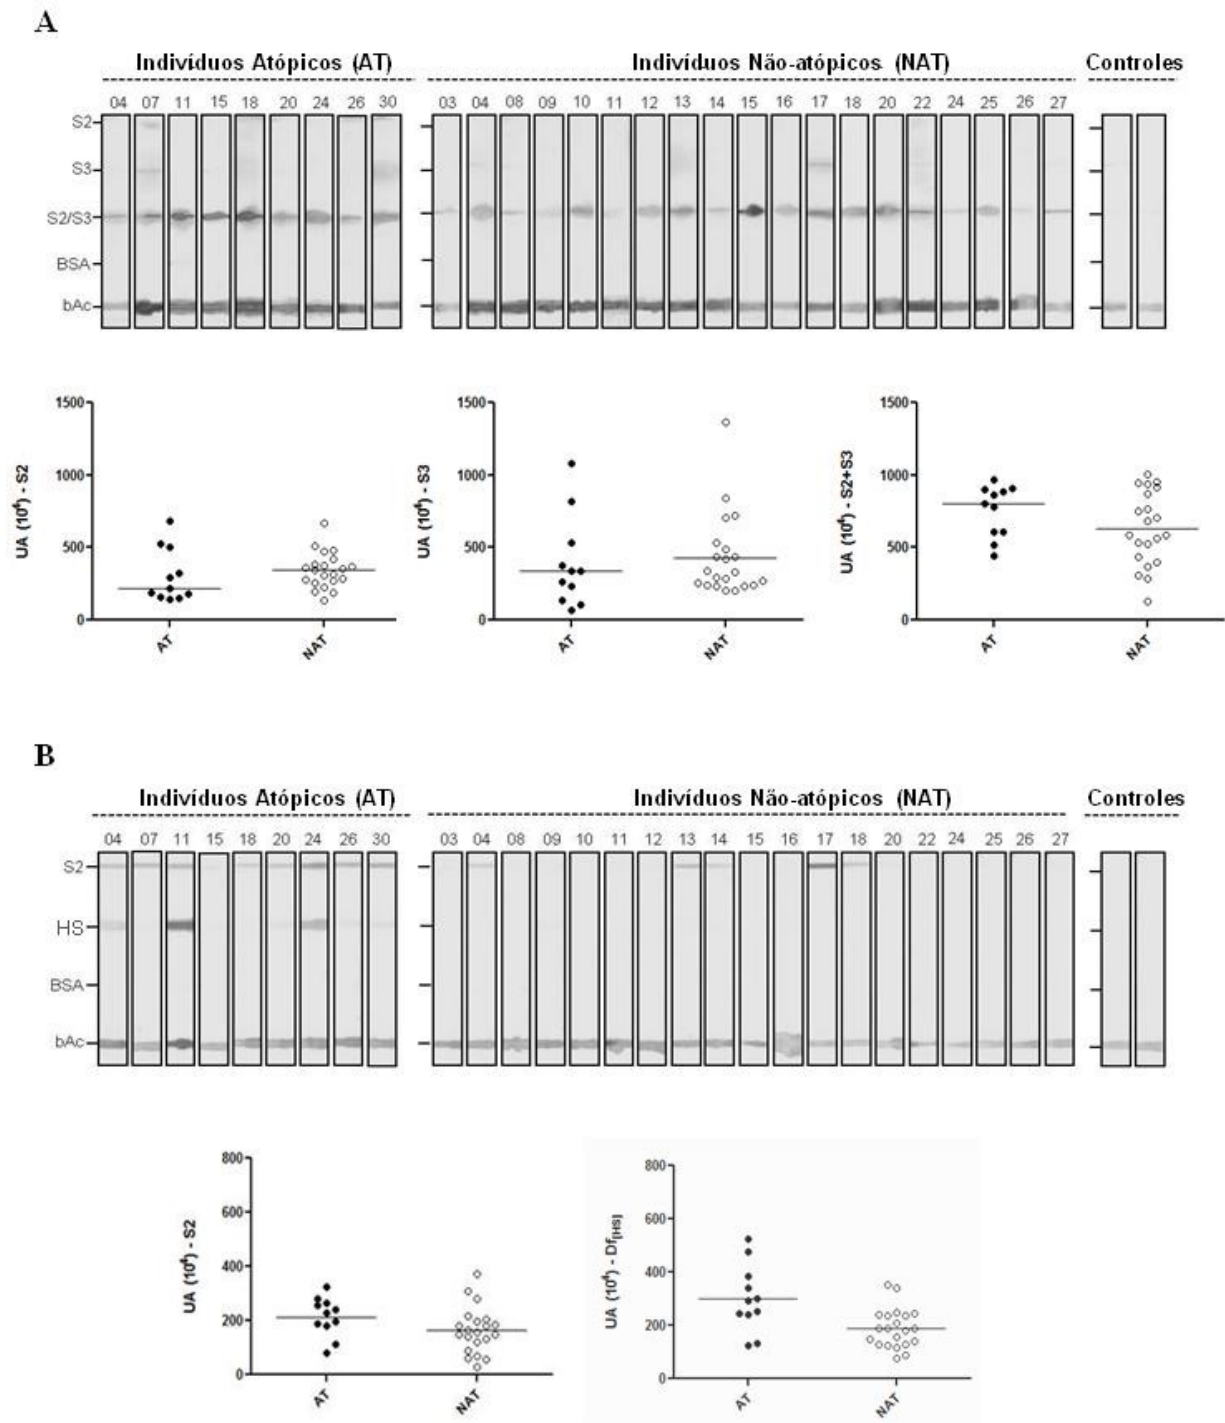 A
Indivíduos Atópicos (AT) Indivíduos Não-atópicos (NAT) Controles
04 07 11 15 18 20 24 26 30 03 04 08 09 10 11 12 13 14 15 16 17 18 20 22 24 25 26 27
S2
S3
S2/S3
BSA
bAc
UA (10⁴) - S2
1500
1000
500
0
AT NAT
UA (10⁴) - S3
1500
1000
500
0
AT NAT
UA (10⁴) - S2+S3
1500
1000
500
0
AT NAT
B
Indivíduos Atópicos (AT) Indivíduos Não-atópicos (NAT) Controles
04 07 11 15 18 20 24 26 30 03 04 08 09 10 11 12 13 14 15 16 17 18 20 22 24 25 26 27
S2
HS
BSA
bAc
UA (10⁴) - S2
800
600
400
200
0
AT NAT
UA (10⁴) - Df[HS]
800
600
400
200
0
AT NAT